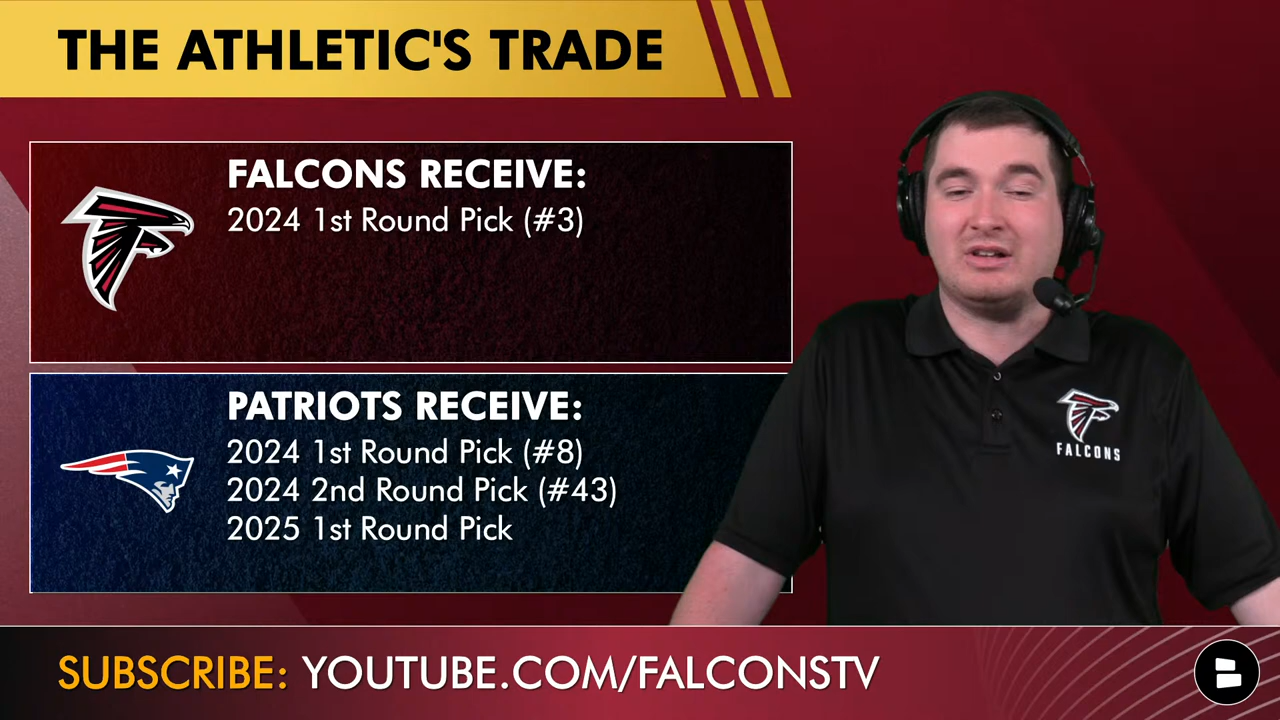 THE ATHLETIC'S TRADE
FALCONS RECEIVE:
2024 1st Round Pick (#3)
PATRIOTS RECEIVE:
2024 1st Round Pick (#8)
2024 2nd Round Pick (#43)
2025 1st Round Pick
FALCONS
SUBSCRIBE: YOUTUBE.COM/FALCONSTV